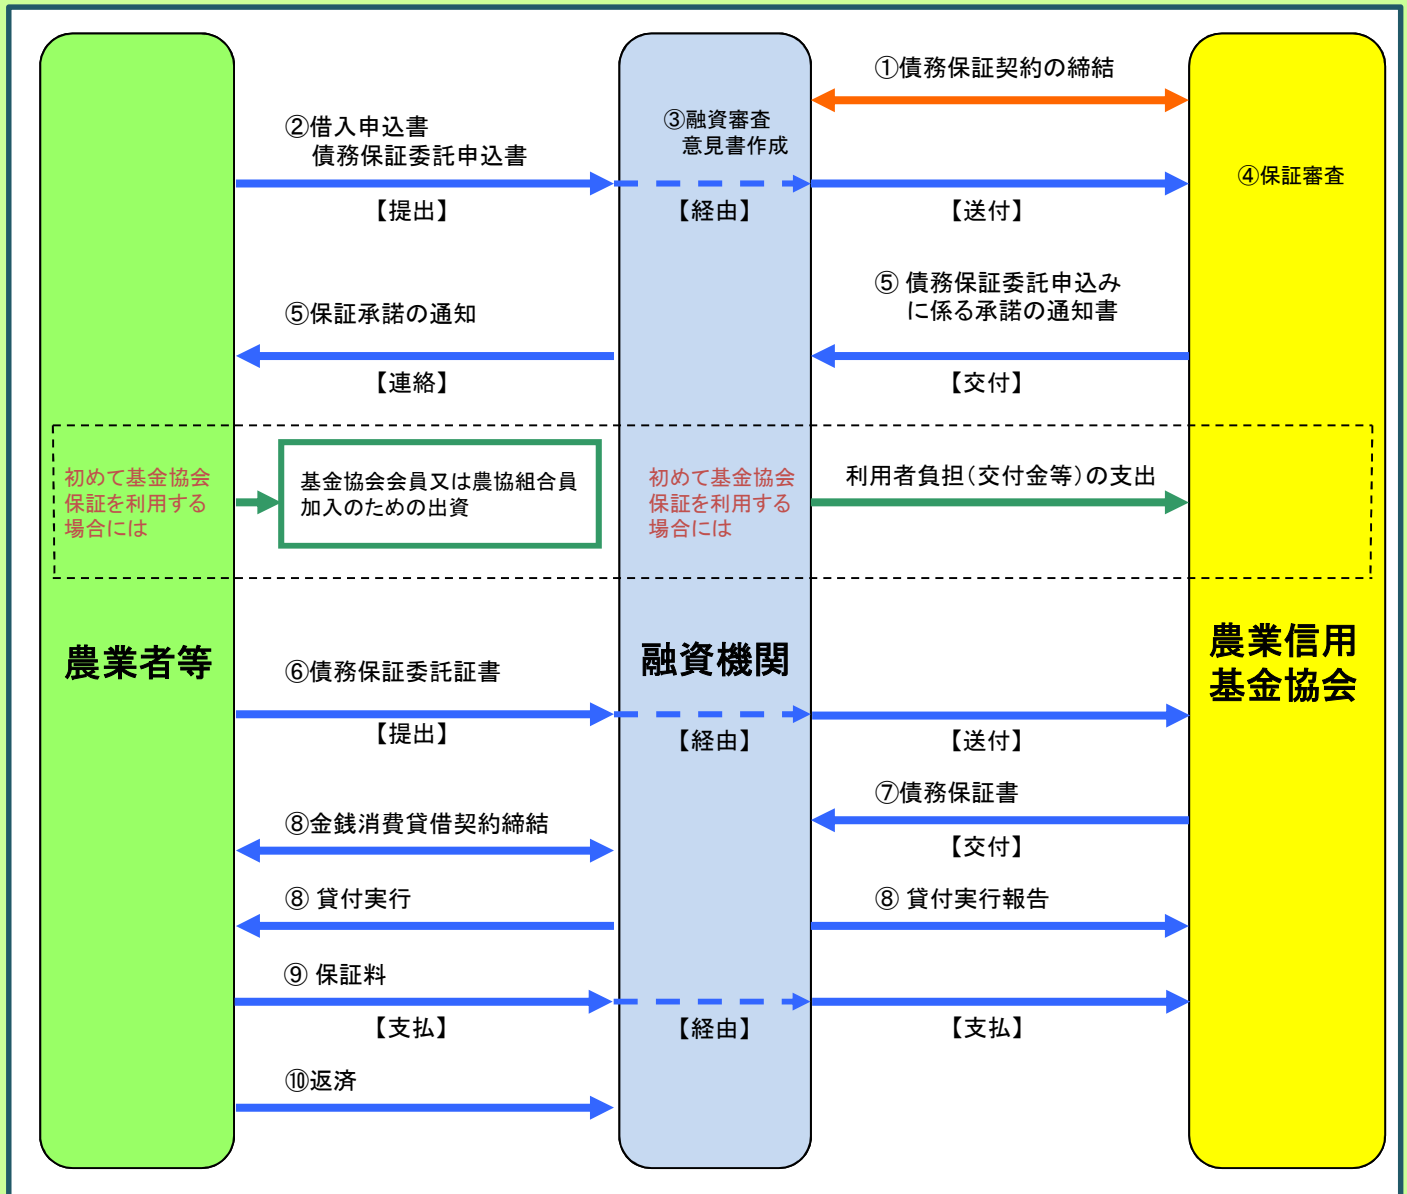 ①債務保証契約の締結
②借入申込書
債務保証委託申込書
③融資審査
意見書作成
④保証審査
【提出】
【経由】
【送付】
⑤保証承諾の通知
⑤ 債務保証委託申込み
に係る承諾の通知書
【連絡】
【交付】
初めて基金協会
保証を利用する
場合には
基金協会会員又は農協組合員
加入のための出資
初めて基金協会
保証を利用する
場合には
利用者負担(交付金等)の支出
農業者等
融資機関
農業信用
基金協会
⑥債務保証委託証書
【提出】
【経由】
【送付】
⑦債務保証書
【交付】
⑧金銭消費貸借契約締結
⑧ 貸付実行
⑧ 貸付実行報告
⑨ 保証料
【支払】
【経由】
【支払】
⑩返済